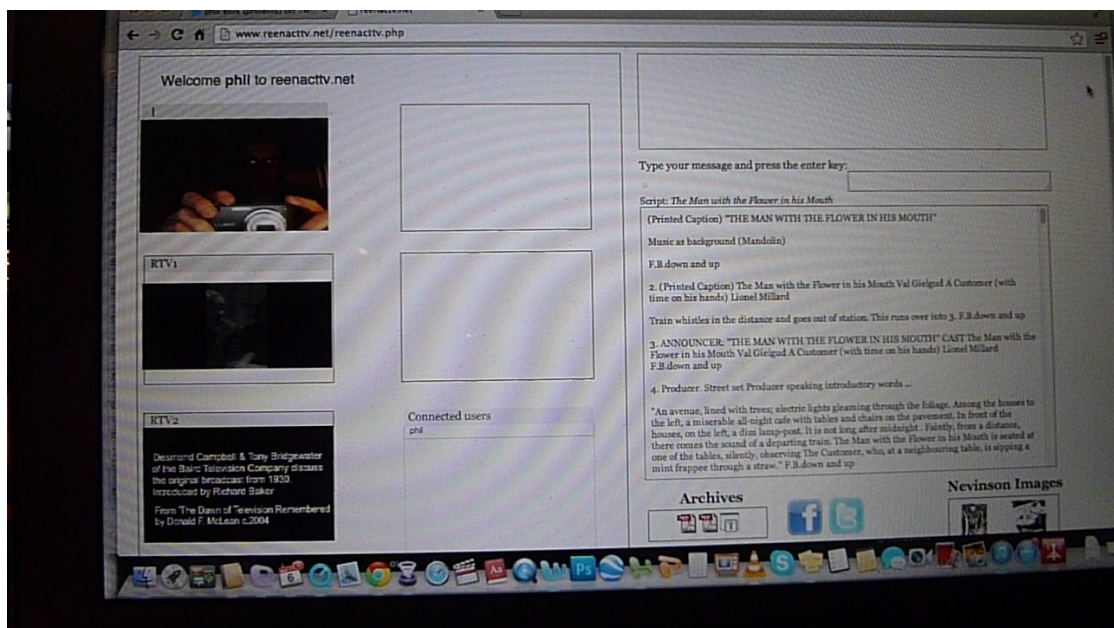 www.reenacttv.net/reenacttv.php
Welcome phil to reenacttv.net
1
RTV1
RTV2
Desmond Campbell & Tony Bridgewater
of the Baird Television Company discuss
the original broadcast from 1930.
Introduced by Richard Baker
From The Dawn of Television Remembered
by Donald F. McLean c.2004
Connected users
phil
Type your message and press the enter key:
Script: The Man with the Flower in his Mouth
(Printed Caption) "THE MAN WITH THE FLOWER IN HIS MOUTH"
Music as background (Mandolin)
F.B.down and up
2. (Printed Caption) The Man with the Flower in his Mouth Val Gielgud A Customer (with
time on his hands) Lionel Millard
Train whistles in the distance and goes out of station. This runs over into 3. F.B.down and up
3. ANNOUNCER: "THE MAN WITH THE FLOWER IN HIS MOUTH" CAST The Man with the
Flower in his Mouth Val Gielgud A Customer (with time on his hands) Lionel Millard
F.B.down and up
4. Producer. Street set Producer speaking introductory words ...
"An avenue, lined with trees; electric lights gleaming through the foliage. Among the houses to
the left, a miserable all-night cafe with tables and chairs on the pavement. In front of the
houses, on the left, a dim lamp-post. It is not long after midnight . Faintly, from a distance,
there comes the sound of a departing train. The Man with the Flower in his Mouth is seated at
one of the tables, silently, observing The Customer, who, at a neighbouring table, is sipping a
mint frappee through a straw." F.B.down and up
Archives
Nevinson Images
6
Ps